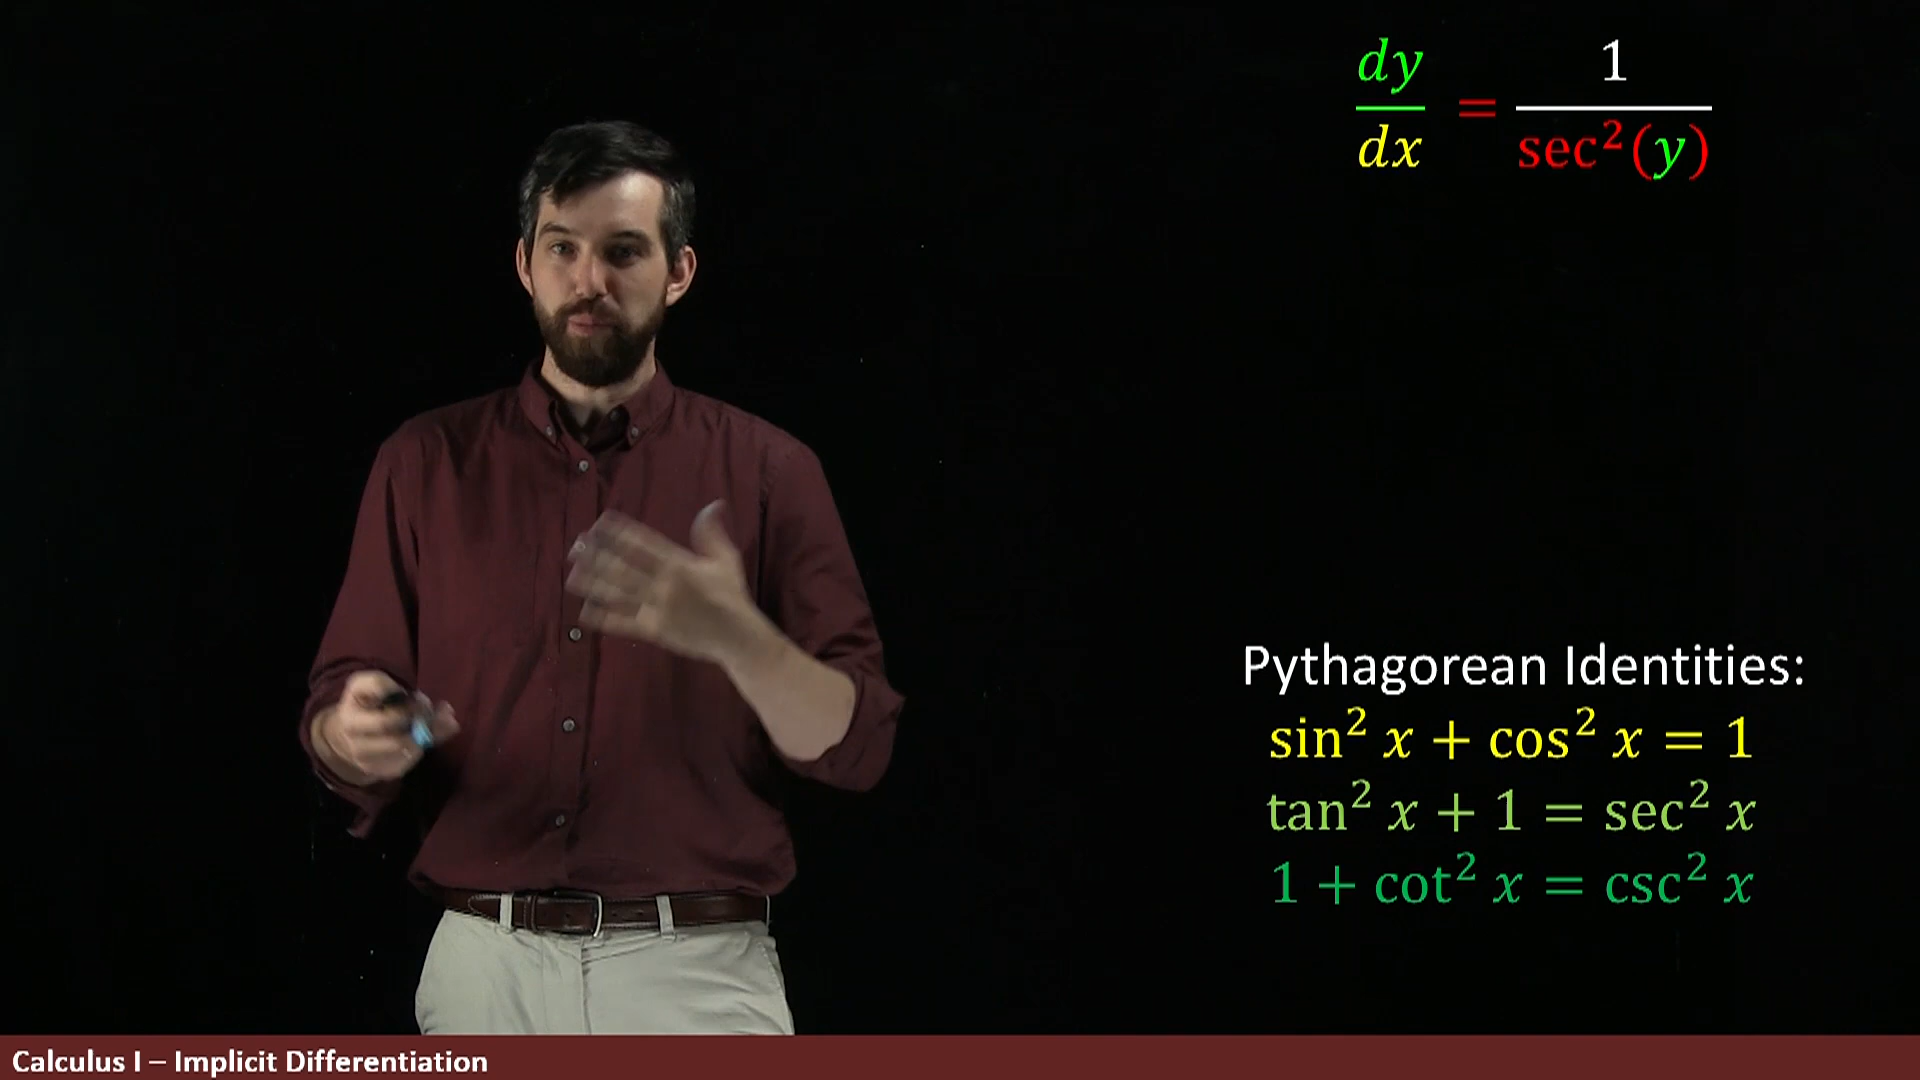 dy/dx = 1/sec²(y)
Pythagorean Identities:
sin² x + cos² x = 1
tan² x + 1 = sec² x
1 + cot² x = csc² x
Calculus I – Implicit Differentiation